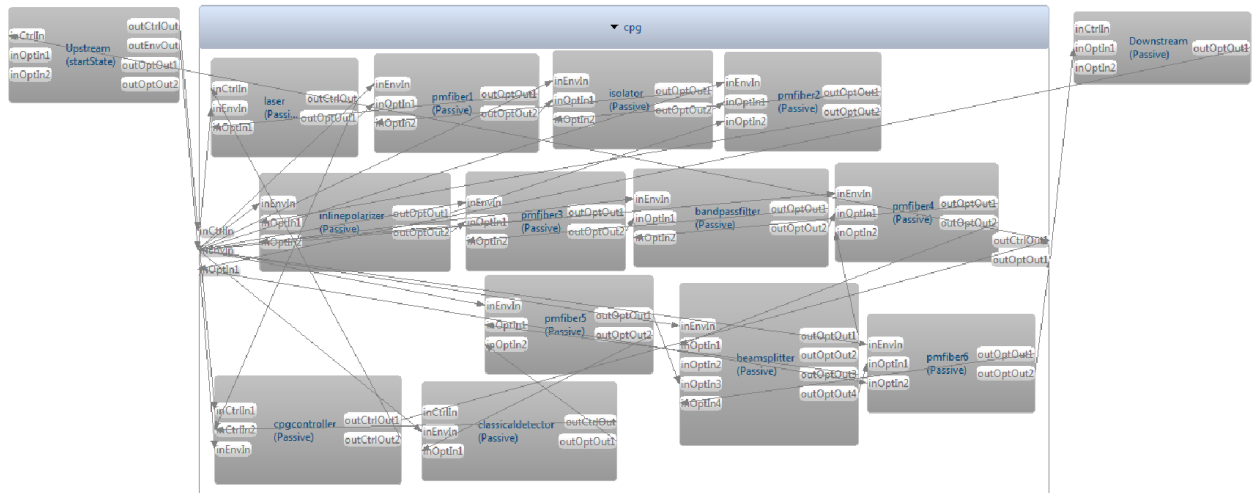 cpg
inCtrlIn
inOptIn1
inOptIn2
Upstream
(startState)
outCtrlOut
outEnvOut
outOptOut1
outOptOut2
inCtrlIn
inOptIn1
inOptIn2
Downstream
(Passive)
outOptOut1
inCtrlIn
inEnvIn
inOptIn1
laser
(Passi...
outCtrlOut
outOptOut1
inEnvIn
inOptIn1
inOptIn2
pmfiber1
(Passive)
outOptOut1
outOptOut2
inEnvIn
inOptIn1
inOptIn2
isolator
(Passive)
outOptOut1
outOptOut2
inEnvIn
inOptIn1
inOptIn2
pmfiber2
(Passive)
outOptOut1
outOptOut2
inCtrlIn
inEnvIn
inOptIn1
inEnvIn
inOptIn1
inOptIn2
inlinepolarizer
(Passive)
outOptOut1
outOptOut2
inEnvIn
inOptIn1
inOptIn2
pmfiber3
(Passive)
outOptOut1
outOptOut2
inEnvIn
inOptIn1
inOptIn2
bandpassfilter
(Passive)
outOptOut1
outOptOut2
inEnvIn
inOptIn1
inOptIn2
pmfiber4
(Passive)
outOptOut1
outOptOut2
outCtrlOut1
outOptOut1
inEnvIn
inOptIn1
inOptIn2
pmfiber5
(Passive)
outOptOut1
outOptOut2
inEnvIn
inOptIn1
inOptIn2
inOptIn3
inOptIn4
beamsplitter
(Passive)
outOptOut1
outOptOut2
outOptOut3
outOptOut4
inEnvIn
inOptIn1
inOptIn2
pmfiber6
(Passive)
outOptOut1
outOptOut2
inCtrlIn1
inCtrlIn2
inEnvIn
cpgcontroller
(Passive)
outCtrlOut1
outCtrlOut2
inCtrlIn
inEnvIn
inOptIn1
classicaldetector
(Passive)
outCtrlOut
outOptOut1